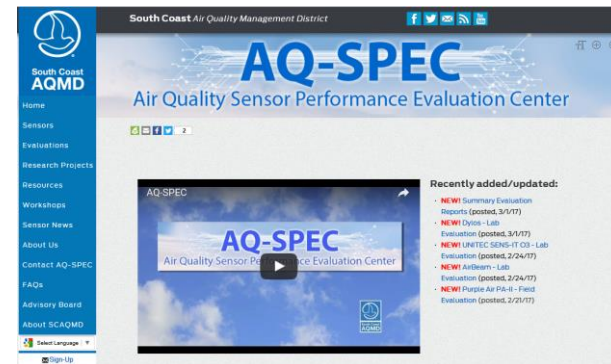 South Coast Air Quality Management District
AQ-SPEC
Air Quality Sensor Performance Evaluation Center
South Coast
AQMD
Home
Sensors
Evaluations
Research Projects
Resources
Workshops
Sensor News
About Us
Contact AQ-SPEC
FAQs
Advisory Board
About SCAQMD
Select Language
Sign-Up
2
AQ-SPEC
AQ-SPEC
Air Quality Sensor Performance Evaluation Center
South Coast
AQMD
Recently added/updated:
NEW! Summary Evaluation
Reports (posted, 3/1/17)
NEW! Dylos - Lab
Evaluation (posted, 3/1/17)
NEW! UNITEC SENS-IT O3 - Lab
Evaluation (posted, 2/24/17)
NEW! AirBeam - Lab
Evaluation (posted, 2/24/17)
NEW! Purple Air PA-II - Field
Evaluation (posted, 2/21/17)